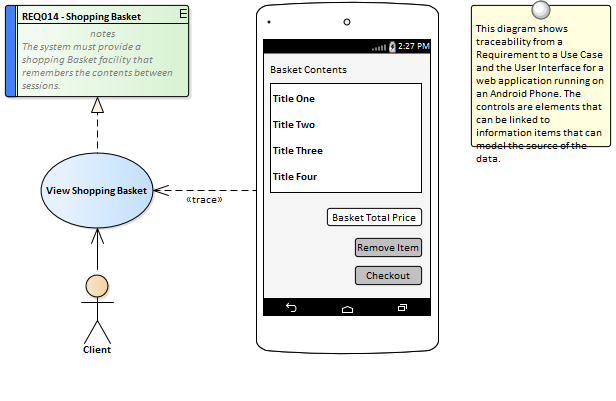 REQ014 - Shopping Basket
E
notes
The system must provide a
shopping Basket facility that
remembers the contents between
sessions.
View Shopping Basket
«trace»
Client
2:27 PM
Basket Contents
Title One
Title Two
Title Three
Title Four
Basket Total Price
Remove Item
Checkout
This diagram shows
traceability from a
Requirement to a Use Case
and the User Interface for a
web application running on
an Android Phone. The
controls are elements that
can be linked to
information items that can
model the source of the
data.